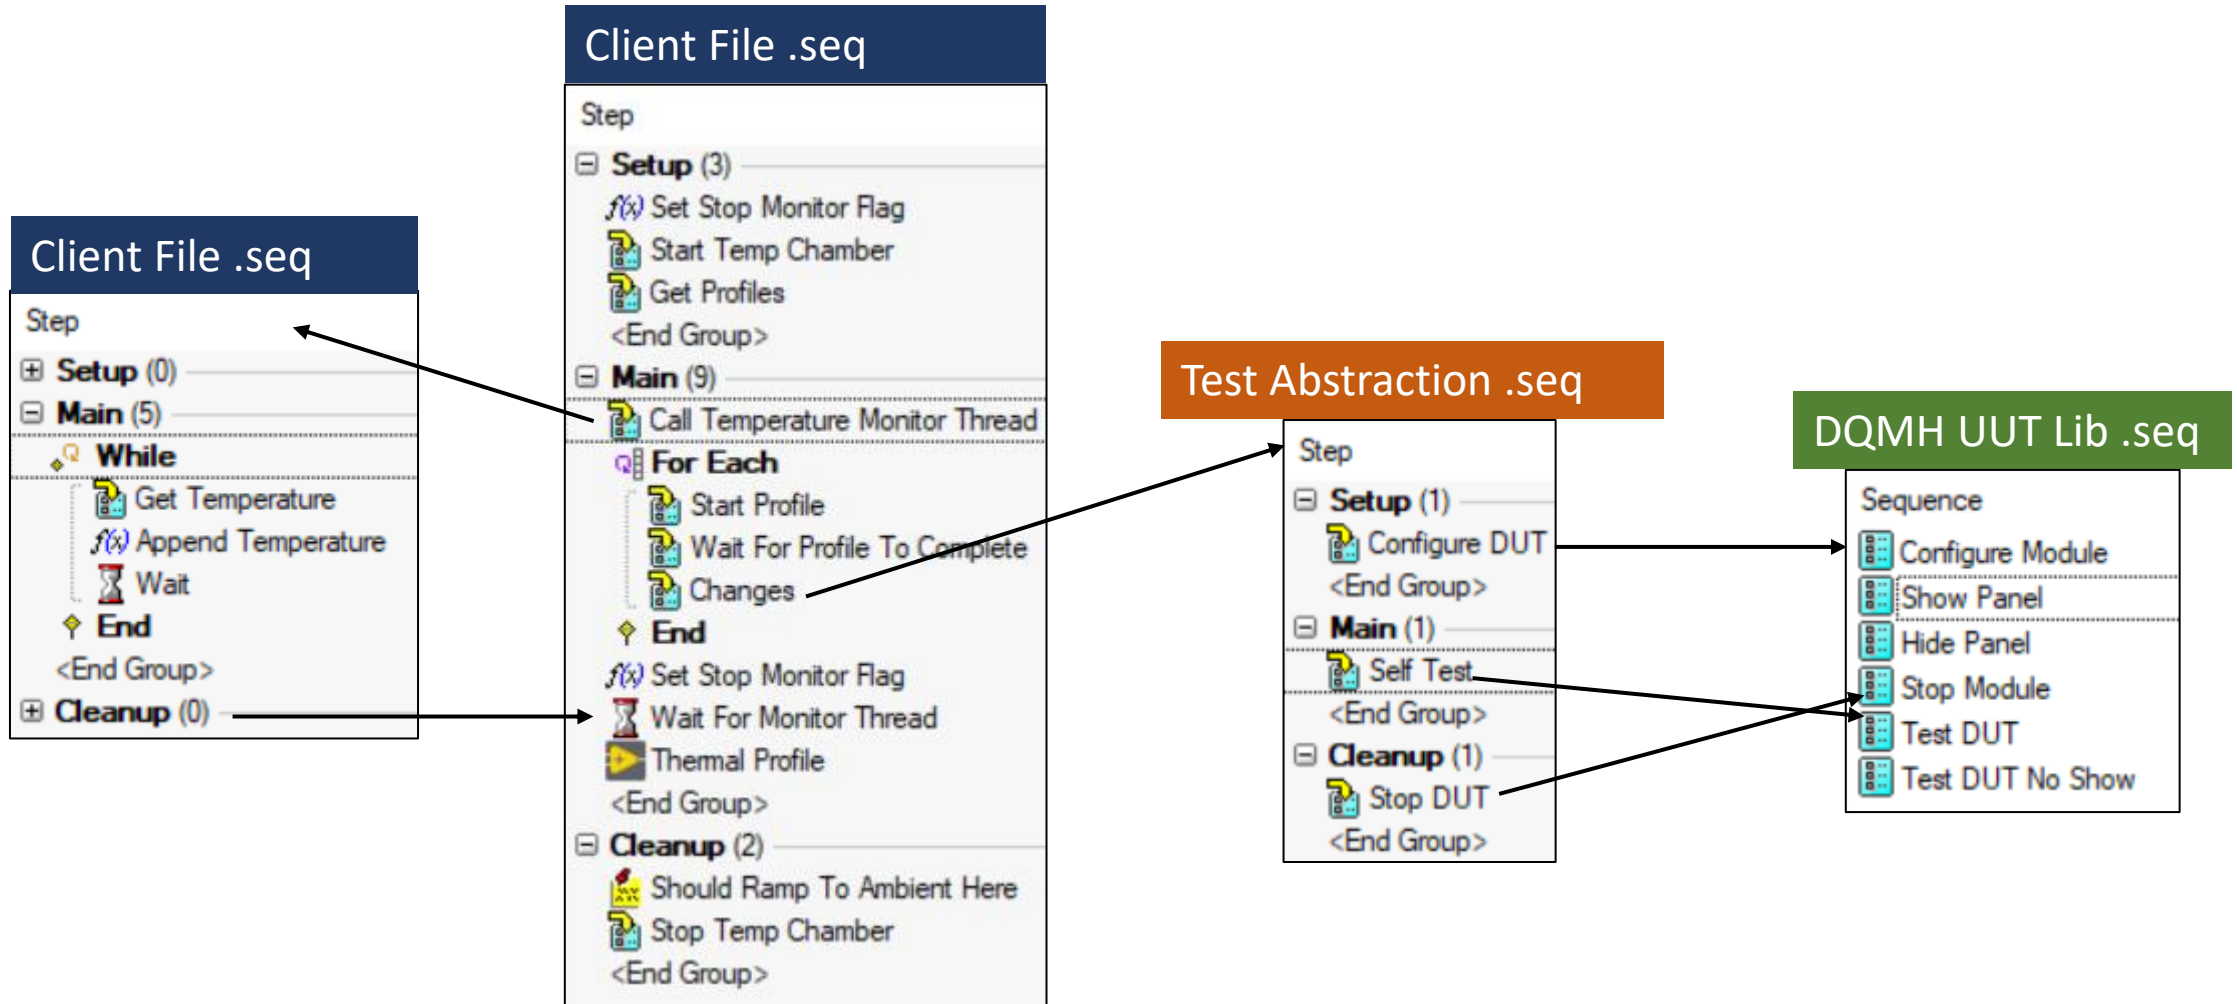 Client File .seq
Step
Setup (0)
Main (5)
While
Get Temperature
f(x) Append Temperature
Wait
End
<End Group>
Cleanup (0)
Client File .seq
Step
Setup (3)
f(x) Set Stop Monitor Flag
Start Temp Chamber
Get Profiles
<End Group>
Main (9)
Call Temperature Monitor Thread
For Each
Start Profile
Wait For Profile To Complete
Changes
End
f(x) Set Stop Monitor Flag
Wait For Monitor Thread
Thermal Profile
<End Group>
Cleanup (2)
Should Ramp To Ambient Here
Stop Temp Chamber
<End Group>
Test Abstraction .seq
Step
Setup (1)
Configure DUT
<End Group>
Main (1)
Self Test
<End Group>
Cleanup (1)
Stop DUT
<End Group>
DQMH UUT Lib .seq
Sequence
Configure Module
Show Panel
Hide Panel
Stop Module
Test DUT
Test DUT No Show